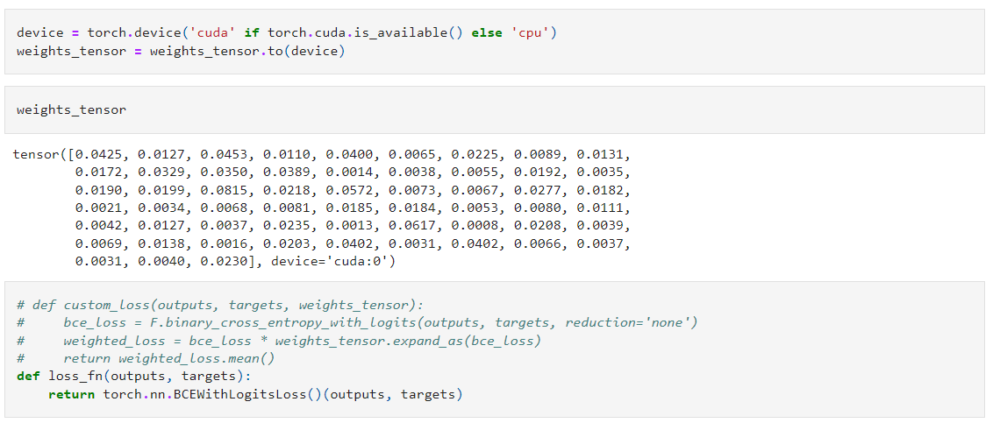 device = torch.device('cuda' if torch.cuda.is_available() else 'cpu')
weights_tensor = weights_tensor.to(device)
weights_tensor
tensor([0.0425, 0.0127, 0.0453, 0.0110, 0.0400, 0.0065, 0.0225, 0.0089, 0.0131,
        0.0172, 0.0329, 0.0350, 0.0389, 0.0014, 0.0038, 0.0055, 0.0192, 0.0035,
        0.0190, 0.0199, 0.0815, 0.0218, 0.0572, 0.0073, 0.0067, 0.0277, 0.0182,
        0.0021, 0.0034, 0.0068, 0.0081, 0.0185, 0.0184, 0.0053, 0.0080, 0.0111,
        0.0042, 0.0127, 0.0037, 0.0235, 0.0013, 0.0617, 0.0008, 0.0208, 0.0039,
        0.0069, 0.0138, 0.0016, 0.0203, 0.0402, 0.0031, 0.0402, 0.0066, 0.0037,
        0.0031, 0.0040, 0.0230], device='cuda:0')
# def custom_loss(outputs, targets, weights_tensor):
#     bce_loss = F.binary_cross_entropy_with_logits(outputs, targets, reduction='none')
#     weighted_loss = bce_loss * weights_tensor.expand_as(bce_loss)
#     return weighted_loss.mean()
def loss_fn(outputs, targets):
    return torch.nn.BCEWithLogitsLoss()(outputs, targets)